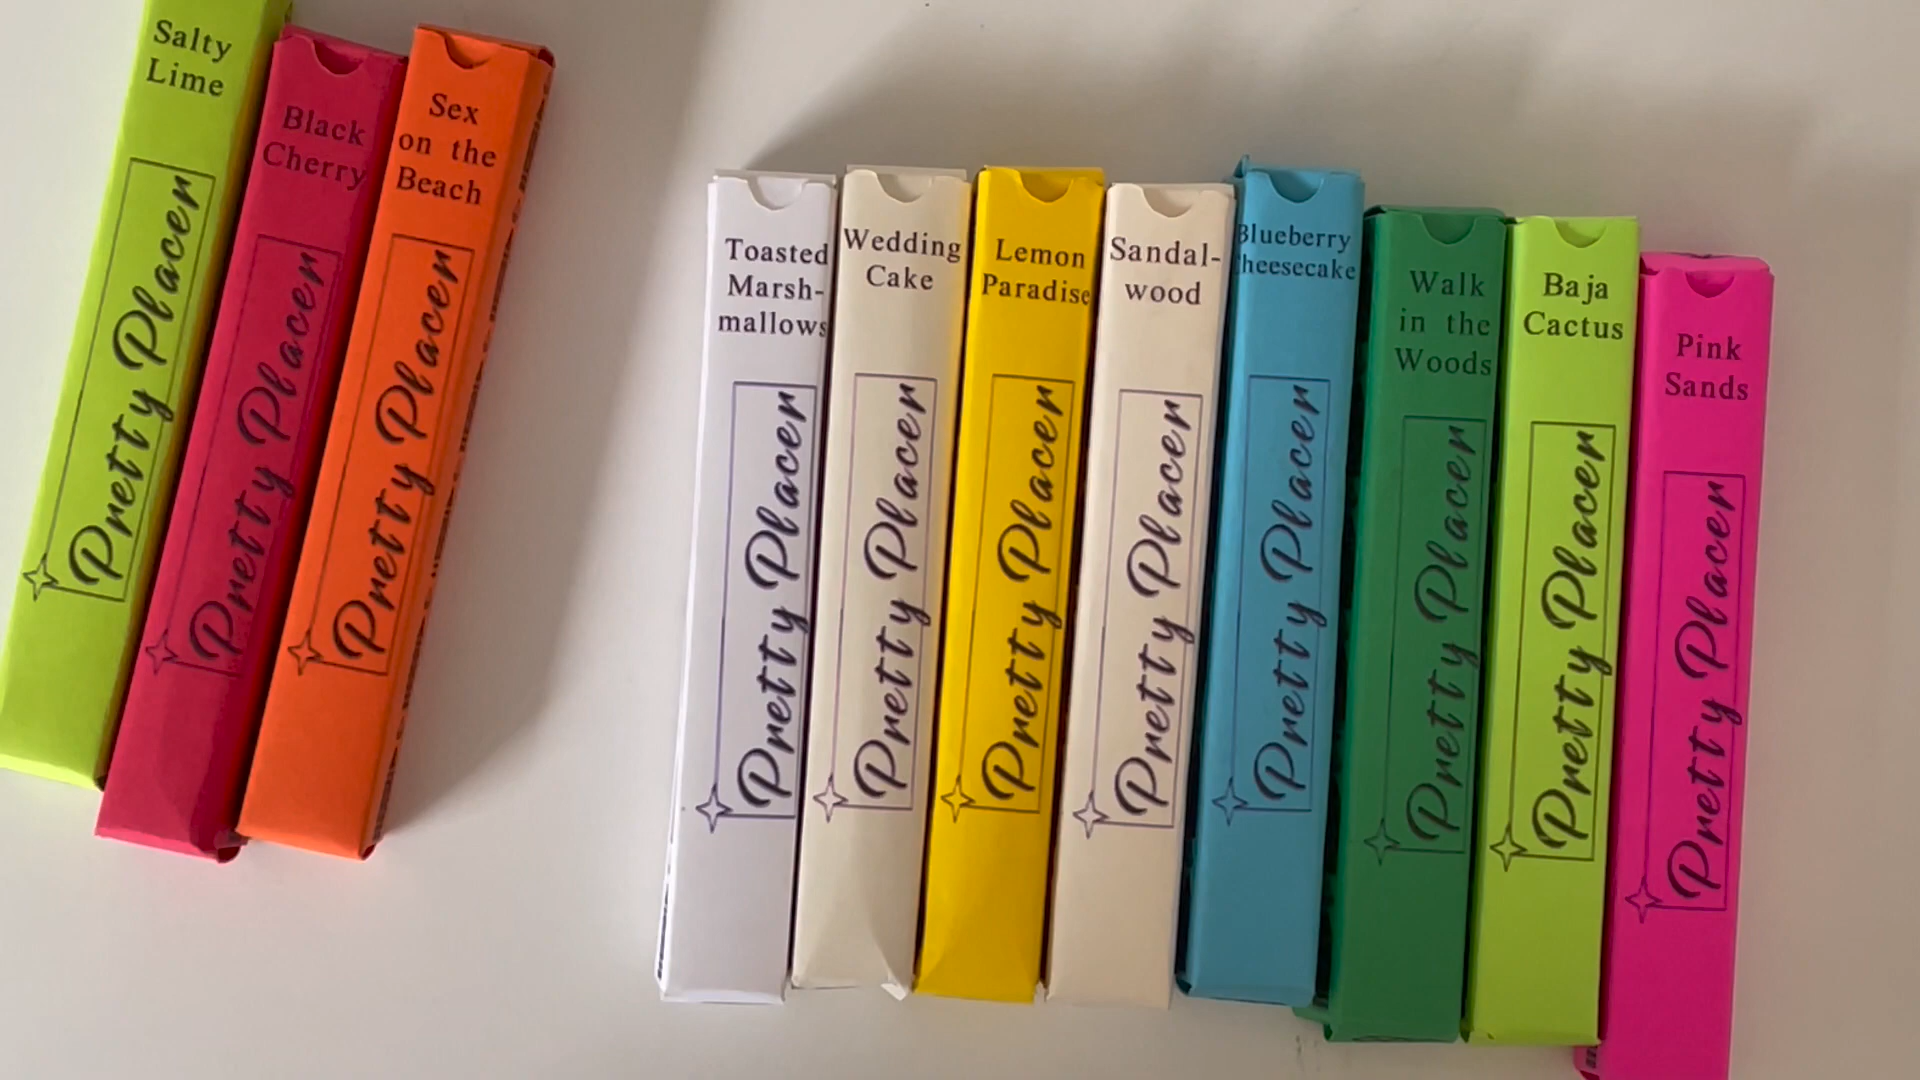 Salty
Lime
Pretty Placer
Black
Cherry
Pretty Placer
Sex
on the
Beach
Pretty Placer
Toasted
Marsh-
mallows
Pretty Placer
Wedding
Cake
Pretty Placer
Lemon
Paradise
Pretty Placer
Sandal-
wood
Pretty Placer
Blueberry
heesecake
Pretty Placer
Walk
in the
Woods
Pretty Placer
Baja
Cactus
Pretty Placer
Pink
Sands
Pretty Placer